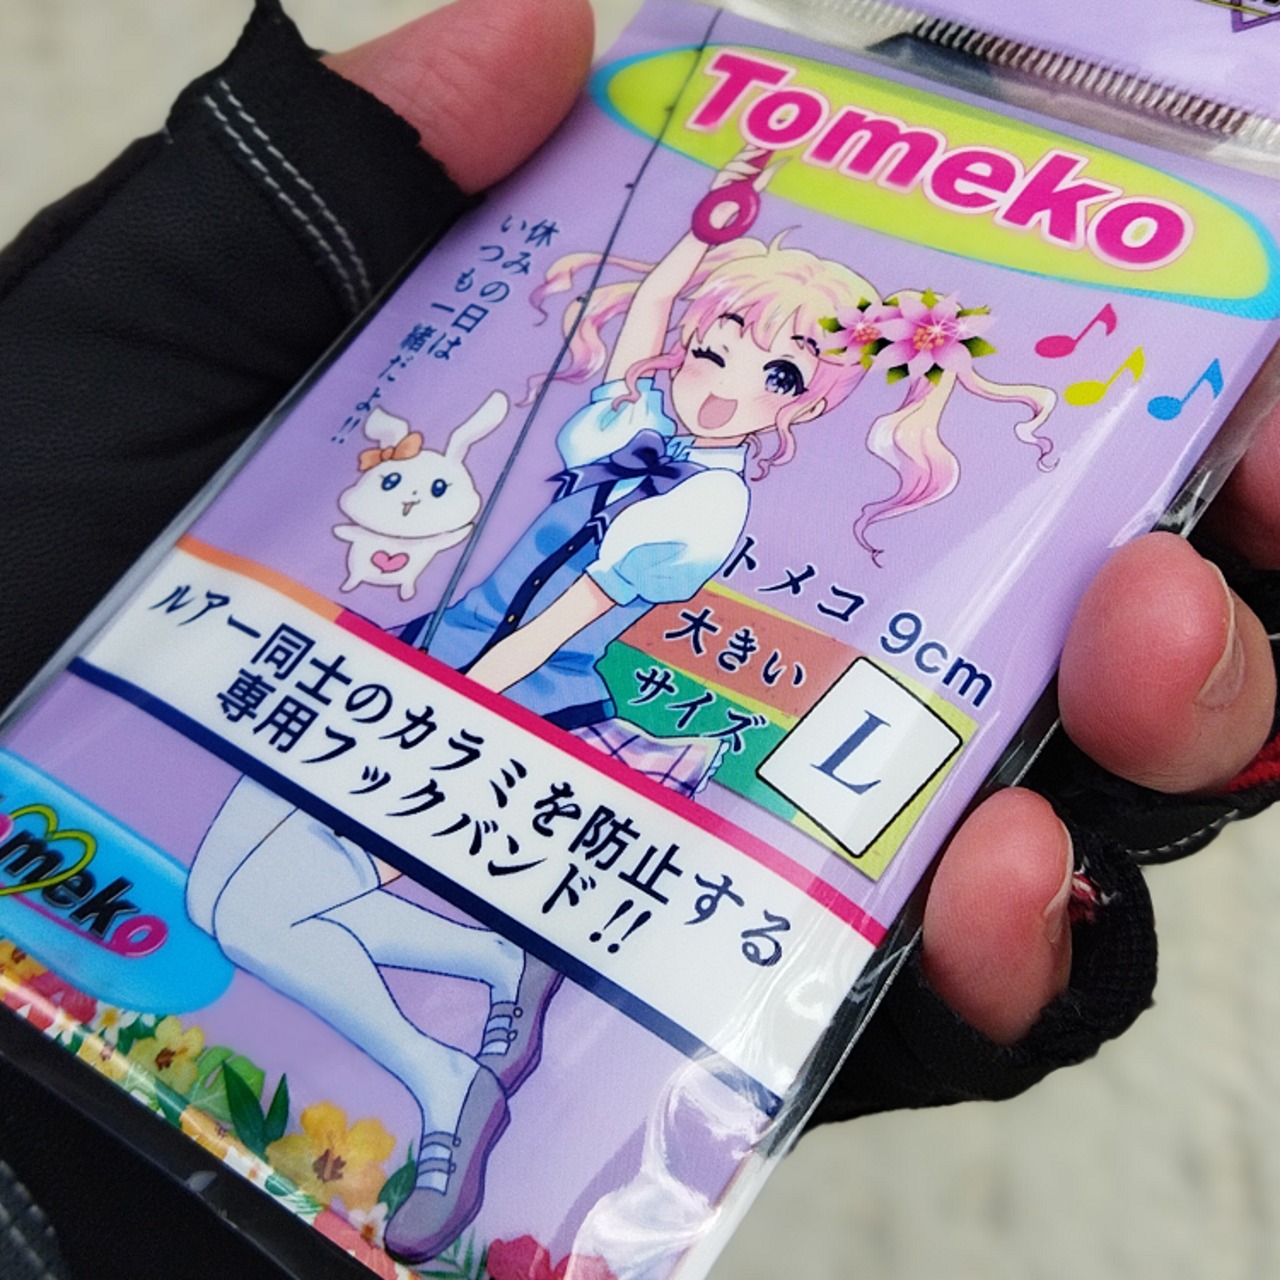 Tomeko
休みの日は
いつも一緒だよ!!
トメコ 9cm
大きい
サイズ
L
ルアー同士のカラミを防止する
専用フックバンド!!
meko